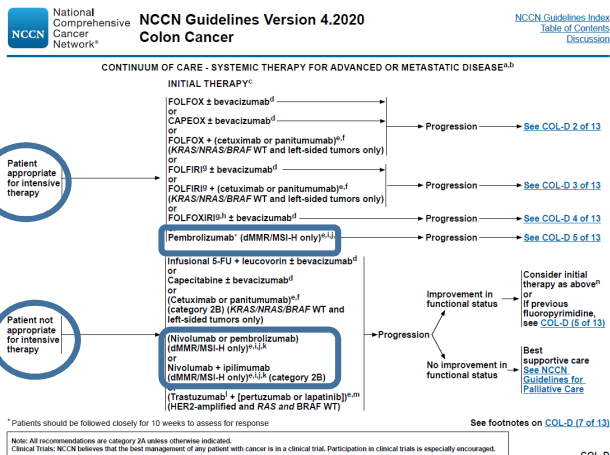 National
Comprehensive
NCCN Cancer
Network®
NCCN Guidelines Version 4.2020
Colon Cancer
NCCN Guidelines Index
Table of Contents
Discussion
CONTINUUM OF CARE - SYSTEMIC THERAPY FOR ADVANCED OR METASTATIC DISEASEa,b
INITIAL THERAPYc
Patient
appropriate
for intensive
therapy
FOLFOX ± bevacizumabd
or
CAPEOX ± bevacizumabd
or
FOLFOX + (cetuximab or panitumumab)e,f
(KRAS/NRAS/BRAF WT and left-sided tumors only)
Progression
See COL-D 2 of 13
or
FOLFIRIg ± bevacizumabd
or
FOLFIRIg + (cetuximab or panitumumab)e,f
(KRAS/NRAS/BRAF WT and left-sided tumors only)
Progression
See COL-D 3 of 13
or
FOLFOXIRIg,h ± bevacizumabd
Progression
See COL-D 4 of 13
or
Pembrolizumab* (dMMR/MSI-H only)e,i,j,
Progression
See COL-D 5 of 13
Patient not
appropriate
for intensive
therapy
Infusional 5-FU + leucovorin ± bevacizumabd
or
Capecitabine ± bevacizumabd
or
(Cetuximab or panitumumab)e,f
(category 2B) (KRAS/NRAS/BRAF WT and
left-sided tumors only)
or
(Nivolumab or pembrolizumab)
(dMMR/MSI-H only)e,i,j,k
or
Nivolumab + ipilimumab
(dMMR/MSI-H only)e,i,j,k (category 2B)
or
(Trastuzumabl + [pertuzumab or lapatinib])e,m
(HER2-amplified and RAS and BRAF WT)
Progression
Improvement in
functional status
Consider initial
therapy as aboven
or
If previous
fluoropyrimidine,
see COL-D (5 of 13)
No improvement in
functional status
Best
supportive care
See NCCN
Guidelines for
Palliative Care
* Patients should be followed closely for 10 weeks to assess for response
See footnotes on COL-D (7 of 13)
Note: All recommendations are category 2A unless otherwise indicated.
Clinical Trials: NCCN believes that the best management of any patient with cancer is in a clinical trial. Participation in clinical trials is especially encouraged.
COL-D